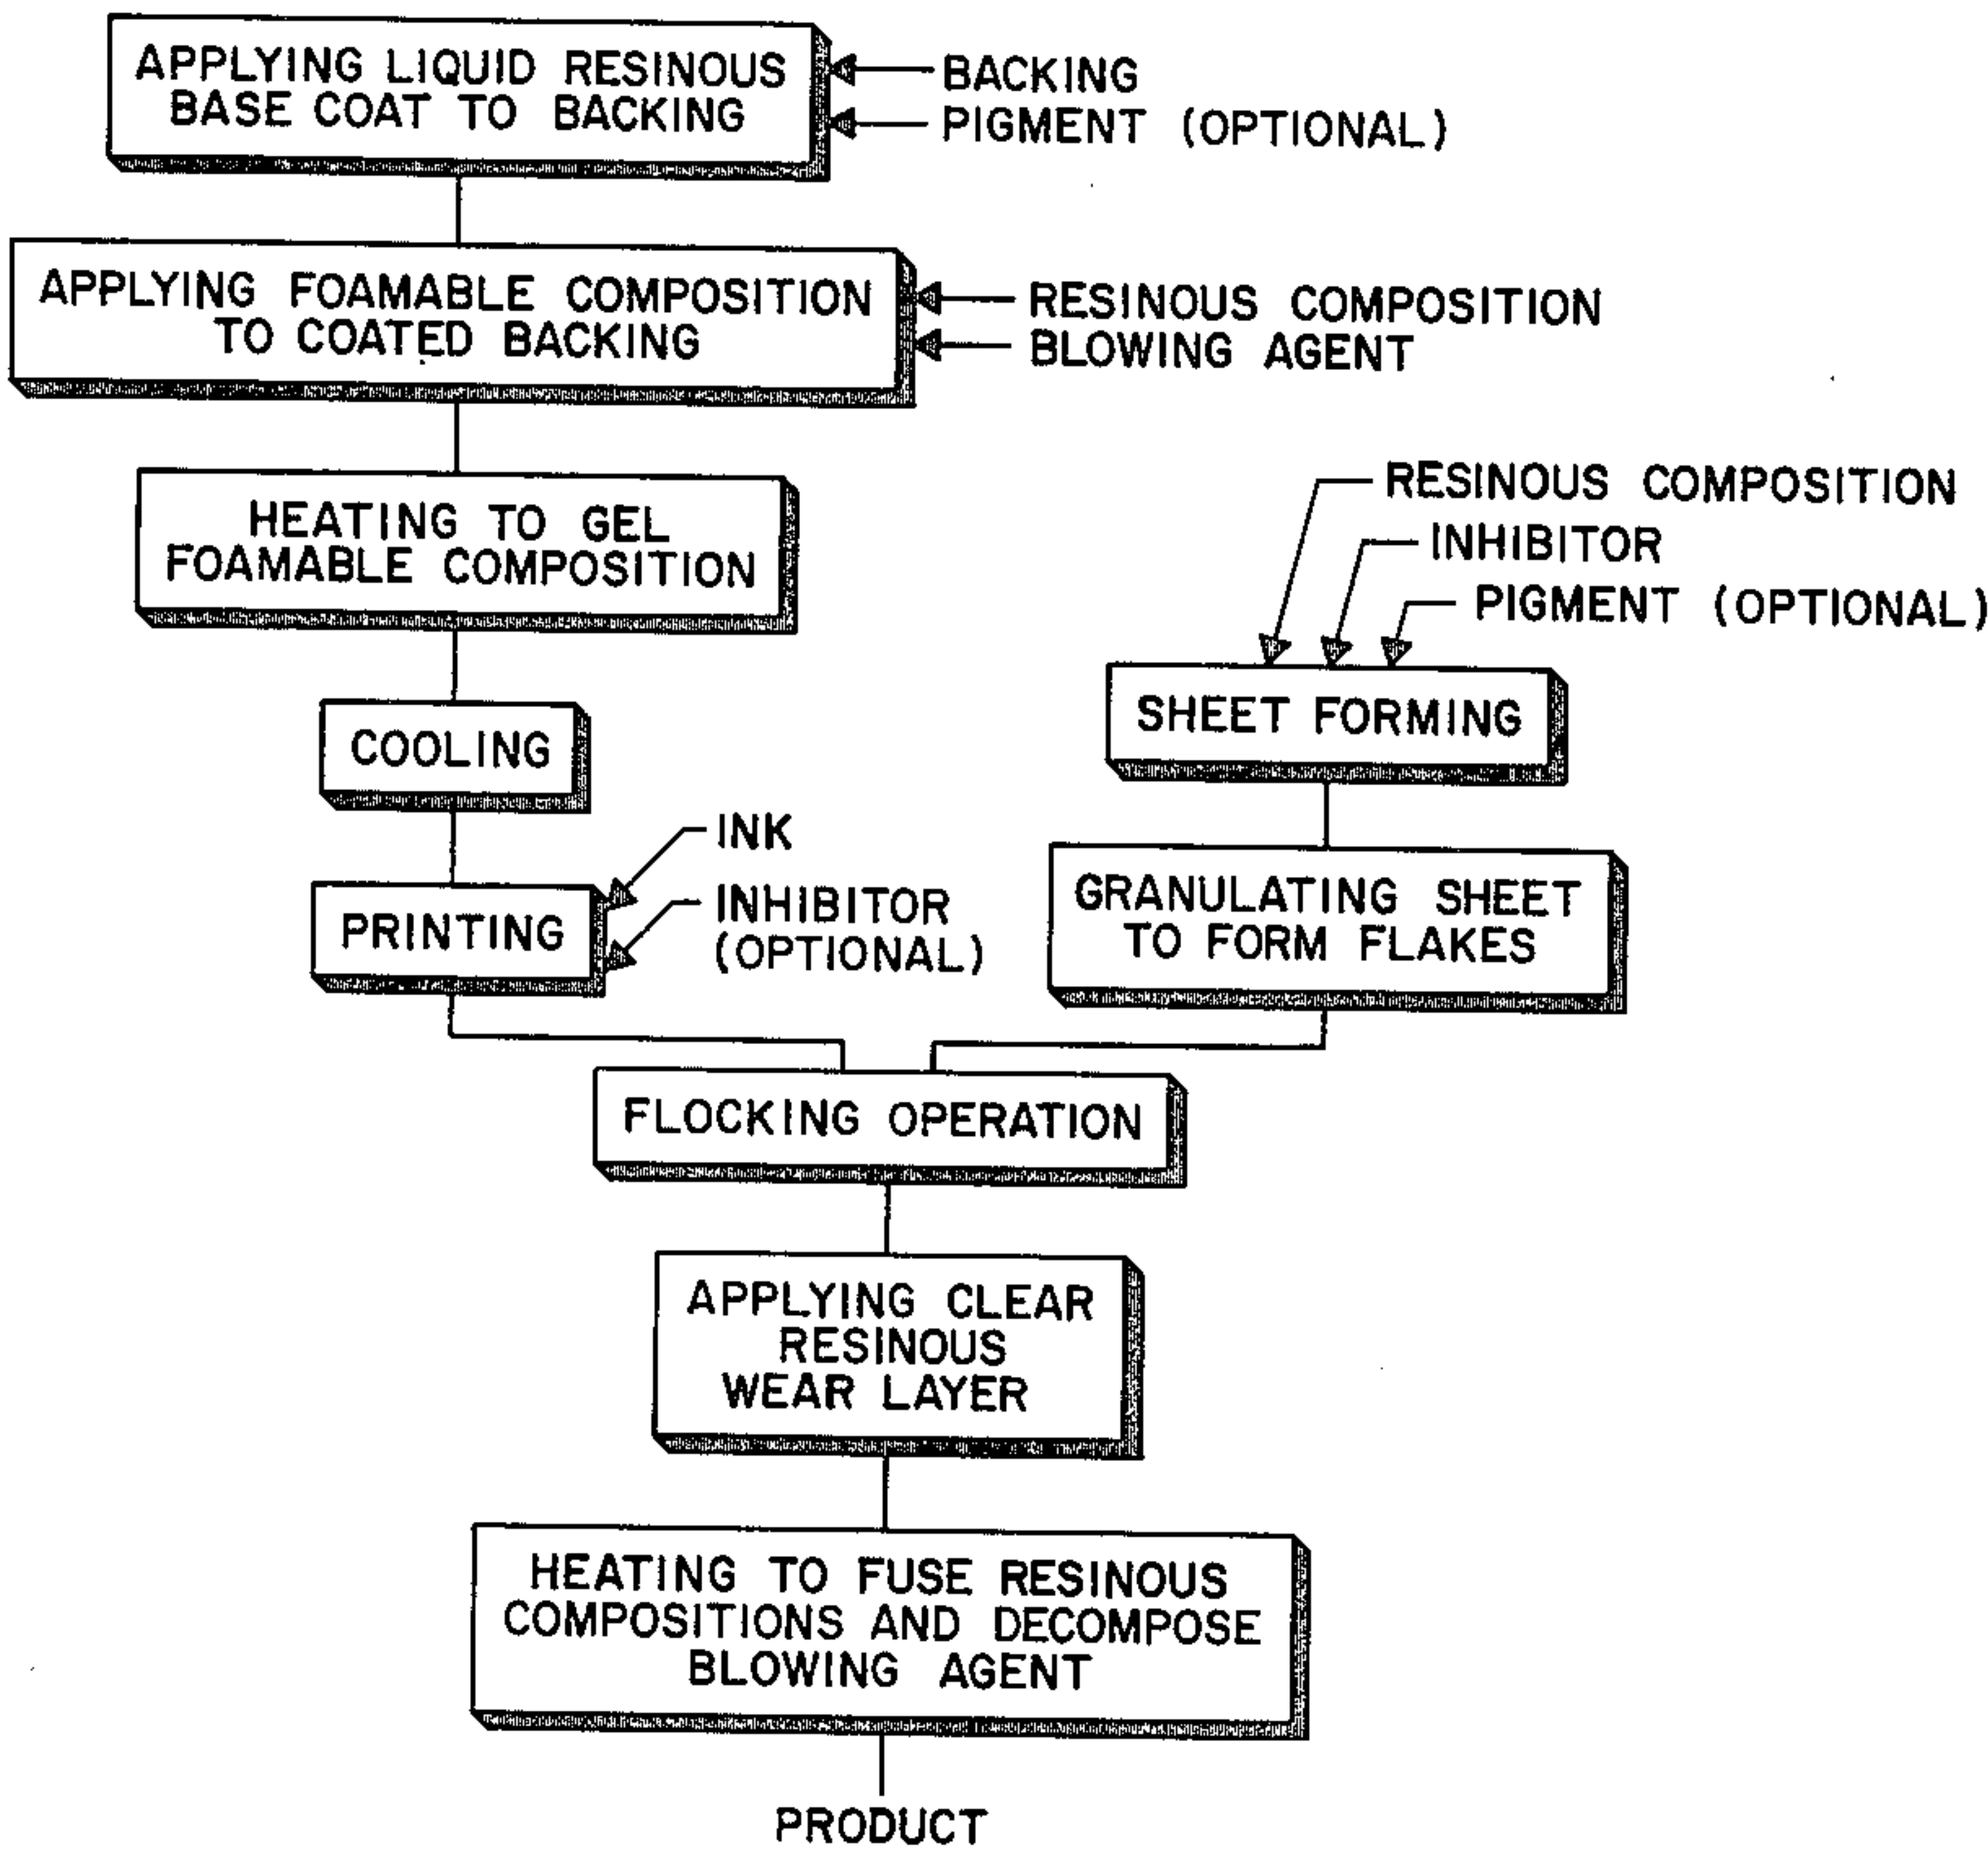 APPLYING LIQUID RESINOUS
BASE COAT TO BACKING
BACKING
PIGMENT (OPTIONAL)
APPLYING FOAMABLE COMPOSITION
TO COATED BACKING
RESINOUS COMPOSITION
BLOWING AGENT
HEATING TO GEL
FOAMABLE COMPOSITION
COOLING
PRINTING
INK
INHIBITOR
(OPTIONAL)
RESINOUS COMPOSITION
INHIBITOR
PIGMENT (OPTIONAL)
SHEET FORMING
GRANULATING SHEET
TO FORM FLAKES
FLOCKING OPERATION
APPLYING CLEAR
RESINOUS
WEAR LAYER
HEATING TO FUSE RESINOUS
COMPOSITIONS AND DECOMPOSE
BLOWING AGENT
PRODUCT